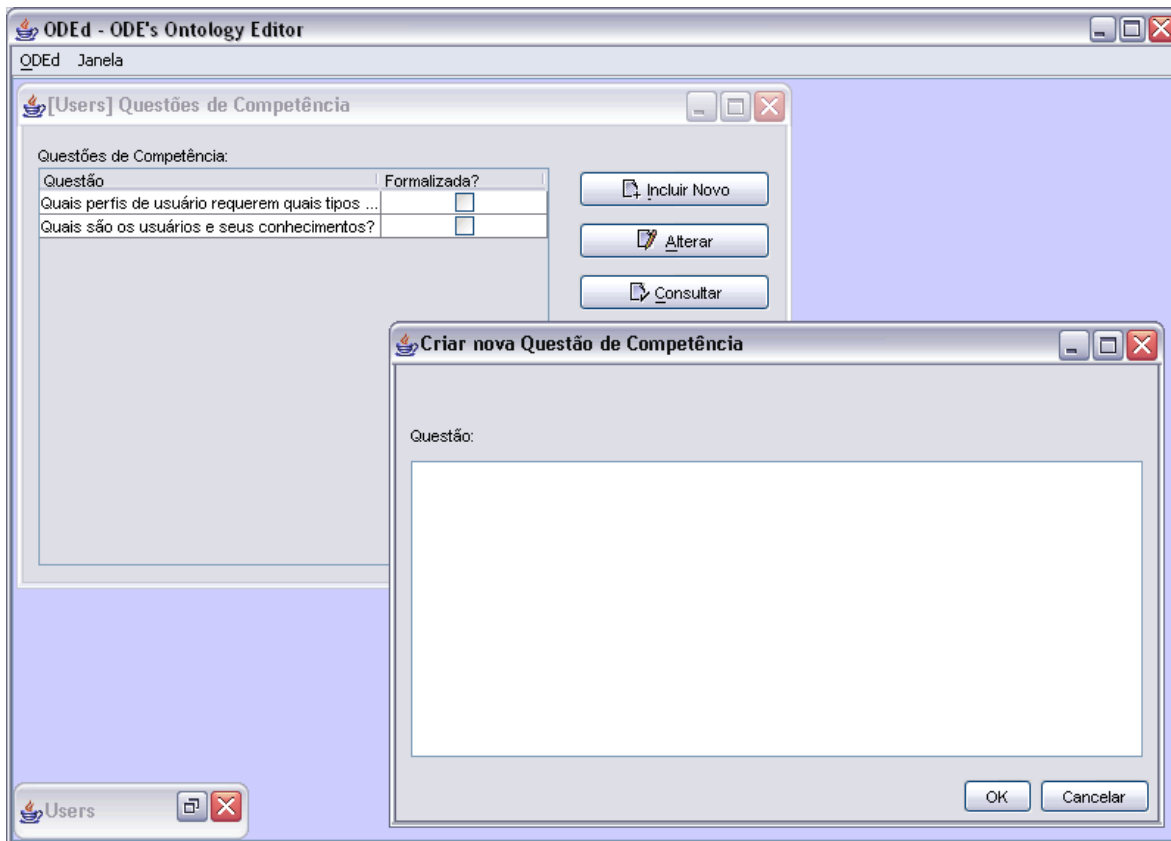 ODEd - ODE's Ontology Editor
ODEd Janela
[Users] Questões de Competência
Questões de Competência:
Questão Formalizada?
Quais perfis de usuário requerem quais tipos ...
Quais são os usuários e seus conhecimentos?
Incluir Novo
Alterar
Consultar
Criar nova Questão de Competência
Questão:
OK Cancelar
Users